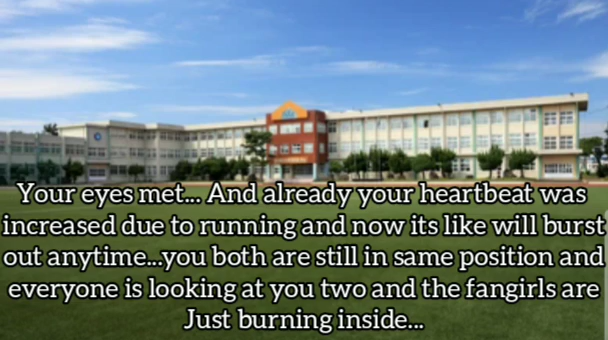 Your eyes met... And already your heartbeat was
increased due to running and now its like will burst
out anytime...you both are still in same position and
everyone is looking at you two and the fangirls are
Just burning inside...